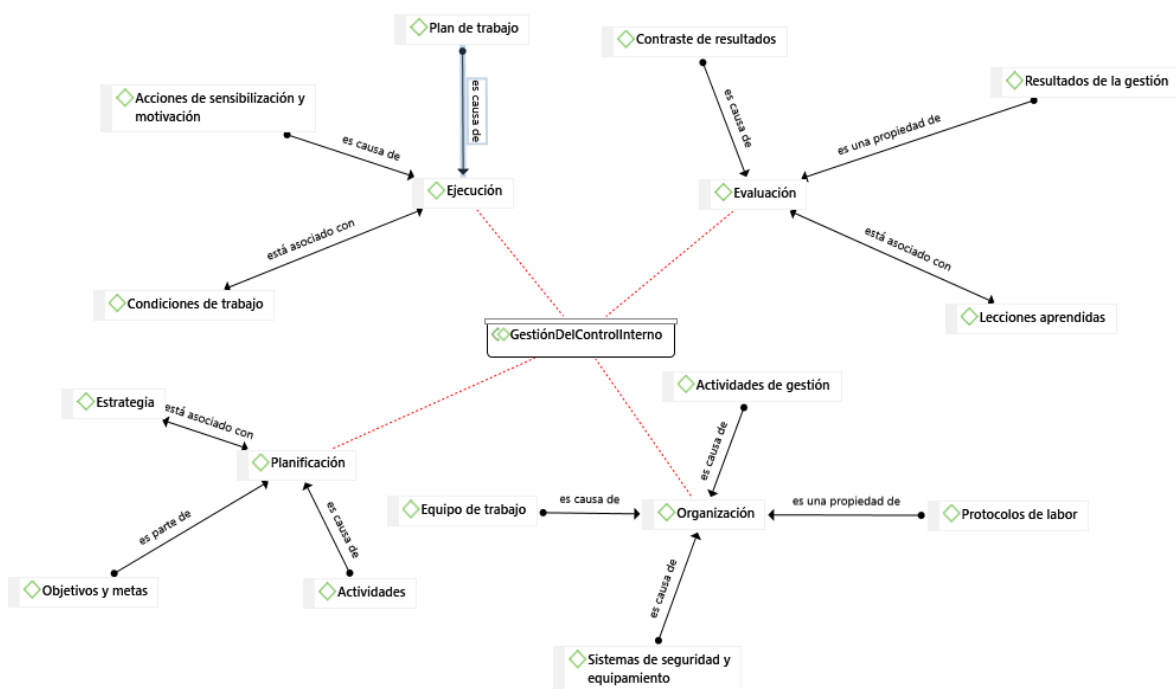 Plan de trabajo
Contraste de resultados
Resultados de la gestión
Acciones de sensibilización y
motivación
es causa de
es causa de
es una propiedad de
es causa de
Ejecución
Evaluación
está asociado con
está asociado con
Condiciones de trabajo
Lecciones aprendidas
GestiónDelControlInterno
Actividades de gestión
Estrategia
está asociado con
es causa de
Planificación
Equipo de trabajo
es causa de
Organización
es una propiedad de
Protocolos de labor
es parte de
es causa de
es causa de
Objetivos y metas
Actividades
Sistemas de seguridad y
equipamiento